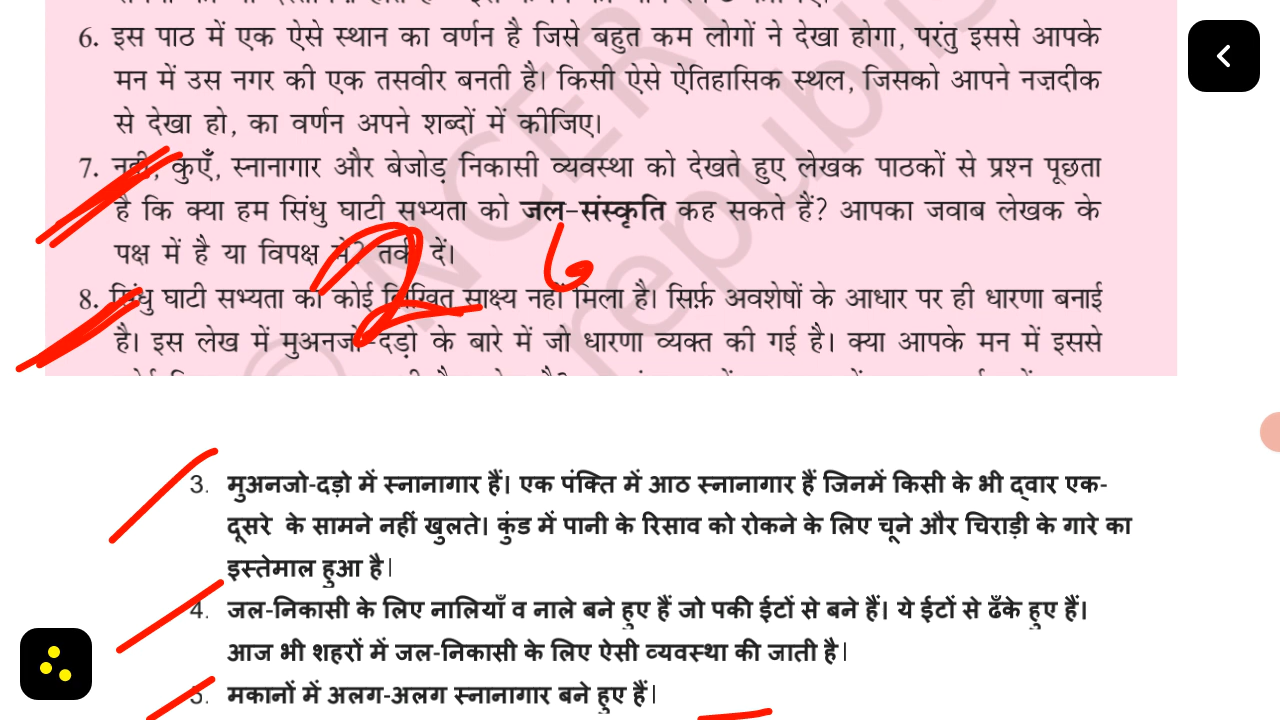 6. इस पाठ में एक ऐसे स्थान का वर्णन है जिसे बहुत कम लोगों ने देखा होगा, परंतु इससे आपके
मन में उस नगर की एक तसवीर बनती है। किसी ऐसे ऐतिहासिक स्थल, जिसको आपने नज़दीक
से देखा हो, का वर्णन अपने शब्दों में कीजिए।
7. नदी, कुएँ, स्नानागार और बेजोड़ निकासी व्यवस्था को देखते हुए लेखक पाठकों से प्रश्न पूछता
है कि क्या हम सिंधु घाटी सभ्यता को जल-संस्कृति कह सकते हैं? आपका जवाब लेखक के
पक्ष में है या विपक्ष में? तर्क दें।
2 6
8. सिंधु घाटी सभ्यता का कोई लिखित साक्ष्य नहीं मिला है। सिर्फ़ अवशेषों के आधार पर ही धारणा बनाई
है। इस लेख में मुअनजो-दड़ो के बारे में जो धारणा व्यक्त की गई है। क्या आपके मन में इससे
3. मुअनजो-दड़ो में स्नानागार हैं। एक पंक्ति में आठ स्नानागार हैं जिनमें किसी के भी द्वार एक-
दूसरे के सामने नहीं खुलते। कुंड में पानी के रिसाव को रोकने के लिए चूने और चिराड़ी के गारे का
इस्तेमाल हुआ है।
4. जल-निकासी के लिए नालियाँ व नाले बने हुए हैं जो पकी ईटों से बने हैं। ये ईटों से ढँके हुए हैं।
आज भी शहरों में जल-निकासी के लिए ऐसी व्यवस्था की जाती है।
5. मकानों में अलग-अलग स्नानागार बने हुए हैं।
© NCERT
republis